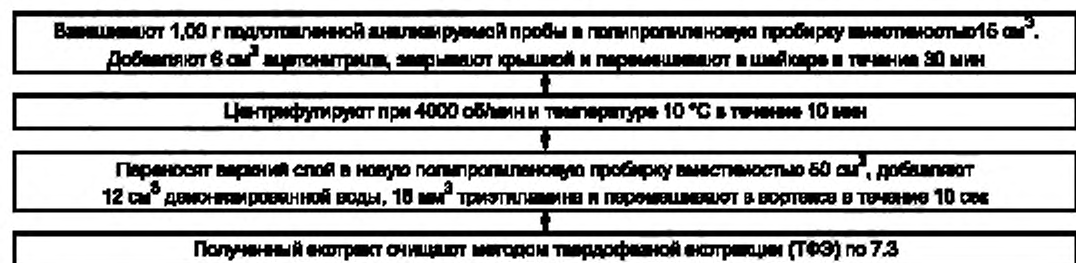 Взвешивают 1,00 г подготовленной анализируемой пробы в полипропиленовую пробирку вместимостью15 см³.
Добавляют 6 см³ ацетонитрила, закрывают крышкой и перемешивают в шейкере в течение 30 мин
Центрифугируют при 4000 об/мин и температуре 10 °С в течение 10 мин
Переносят верхний слой в новую полипропиленовую пробирку вместимостью 50 см³, добавляют
12 см³ деионизированной воды, 15 мм³ триэтиламина и перемешивают в вортексе в течение 10 сек
Полученный экстракт очищают методом твердофазной экстракции (ТФЭ) по 7.3